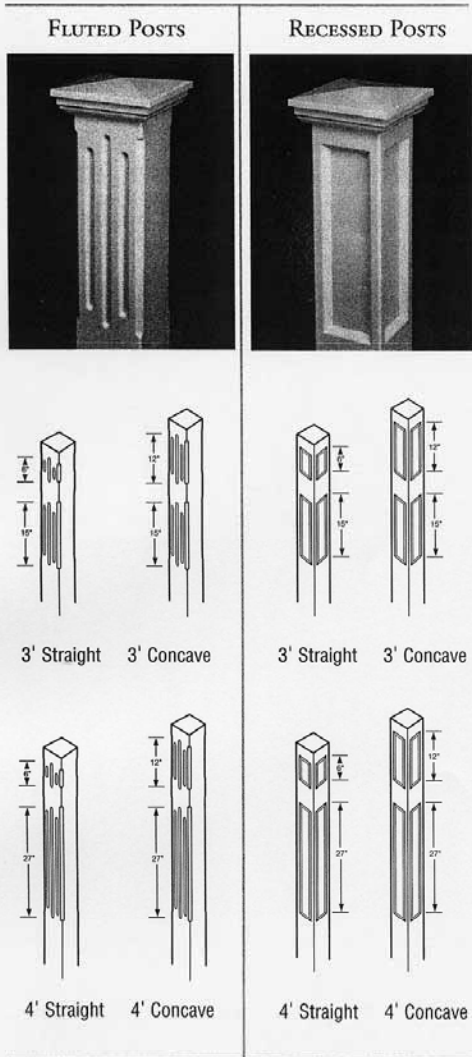 FLUTED POSTS
RECESSED POSTS
6"
15"
12"
15"
6"
15"
12"
15"
3' Straight
3' Concave
3' Straight
3' Concave
6"
27"
12"
27"
6"
27"
12"
27"
4' Straight
4' Concave
4' Straight
4' Concave